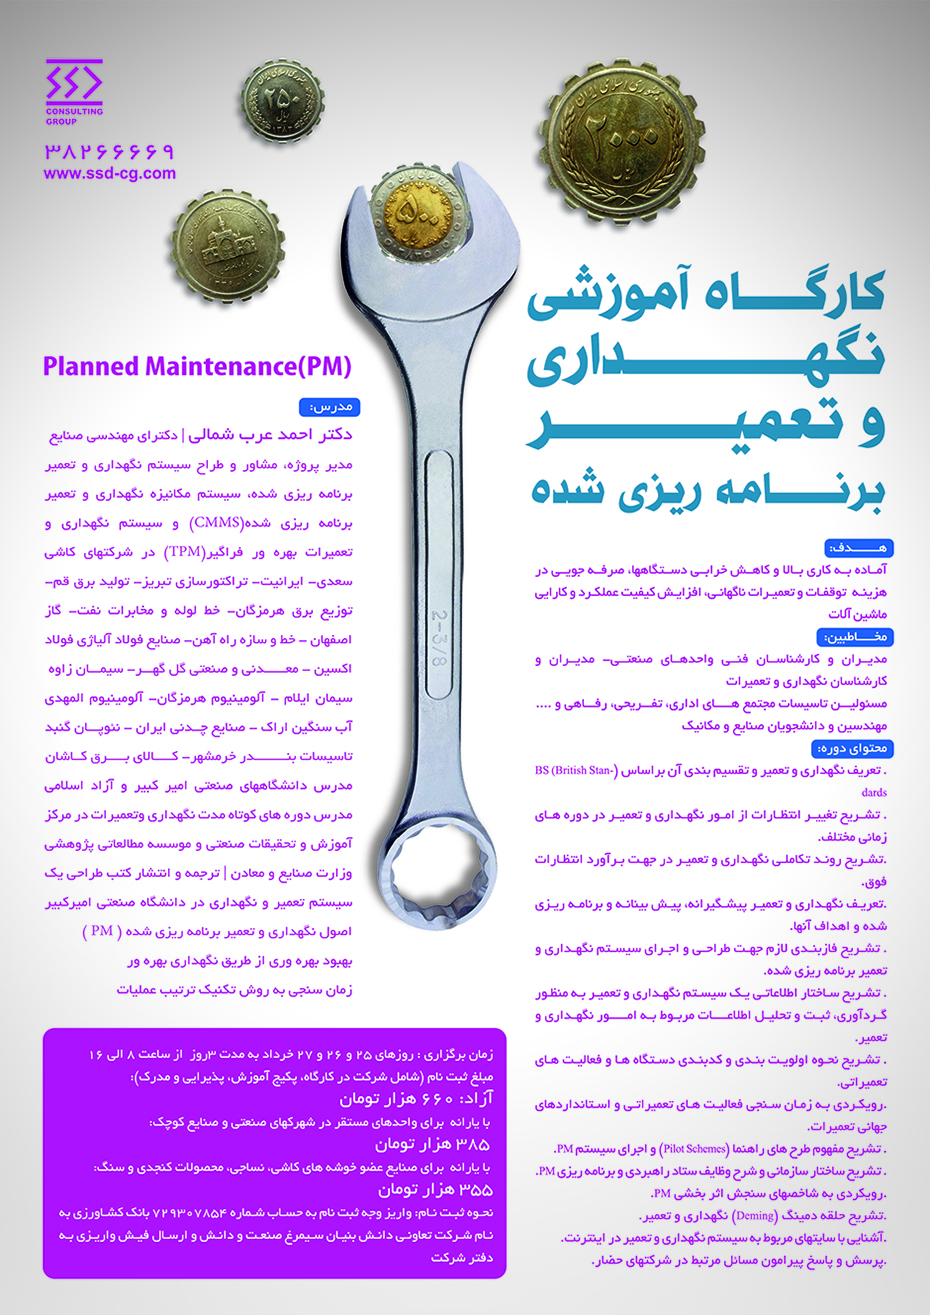 SSD
CONSULTING
GROUP
۳۸۲۶۶۶۶۹
www.ssd-cg.com
جمهوری اسلامی ایران
۲۵۰
ریال
۱۳۸۳
جمهوری اسلامی ایران
۲۰۰۰
ریال
۵۰۰
ریال
2-3/8
کارگاه آموزشی
نگهداری
و تعمیر
برنامه ریزی شده
هدف:
آماده به کاری بالا و کاهش خرابی دستگاهها، صرفه جویی در
هزینه توقفات و تعمیرات ناگهانی، افزایش کیفیت عملکرد و کارایی
ماشین آلات
مخاطبین:
مدیران و کارشناسان فنی واحدهای صنعتی- مدیران و
کارشناسان نگهداری و تعمیرات
مسئولین تاسیسات مجتمع های اداری، تفریحی، رفاهی و ....
مهندسین و دانشجویان صنایع و مکانیک
محتوای دوره:
. تعریف نگهداری و تعمیر و تقسیم بندی آن براساس (BS (British Stan-
dards
. تشریح تغییر انتظارات از امور نگهداری و تعمیر در دوره های
زمانی مختلف.
.تشریح روند تکاملی نگهداری و تعمیر در جهت برآورد انتظارات
فوق.
.تعریف نگهداری و تعمیر پیشگیرانه، پیش بینانه و برنامه ریزی
شده و اهداف آنها.
. تشریح فازبندی لازم جهت طراحی و اجرای سیستم نگهداری و
تعمیر برنامه ریزی شده.
. تشریح ساختار اطلاعاتی یک سیستم نگهداری و تعمیر به منظور
گردآوری، ثبت و تحلیل اطلاعات مربوط به امور نگهداری و
تعمیر.
. تشریح نحوه اولویت بندی و کدبندی دستگاه ها و فعالیت های
تعمیراتی.
.رویکردی به زمان سنجی فعالیت های تعمیراتی و استانداردهای
جهانی تعمیرات.
. تشریح مفهوم طرح های راهنما (Pilot Schemes) و اجرای سیستم PM.
. تشریح ساختار سازمانی و شرح وظایف ستاد راهبردی و برنامه ریزی PM.
.رویکردی به شاخصهای سنجش اثر بخشی PM.
.تشریح حلقه دمینگ (Deming) نگهداری و تعمیر.
.آشنایی با سایتهای مربوط به سیستم نگهداری و تعمیر در اینترنت.
.پرسش و پاسخ پیرامون مسائل مرتبط در شرکتهای حضار.
Planned Maintenance(PM)
مدرس:
دکتر احمد عرب شمالی | دکترای مهندسی صنایع
مدیر پروژه، مشاور و طراح سیستم نگهداری و تعمیر
برنامه ریزی شده، سیستم مکانیزه نگهداری و تعمیر
برنامه ریزی شده(CMMS) و سیستم نگهداری و
تعمیرات بهره ور فراگیر(TPM) در شرکتهای کاشی
سعدی- ایرانیت- تراکتورسازی تبریز- تولید برق قم-
توزیع برق هرمزگان- خط لوله و مخابرات نفت- گاز
اصفهان - خط و سازه راه آهن- صنایع فولاد آلیاژی فولاد
اکسین - معدنی و صنعتی گل گهر- سیمان زاوه
سیمان ایلام - آلومینیوم هرمزگان- آلومینیوم المهدی
آب سنگین اراک - صنایع چدنی ایران - نئوپان گنبد
تاسیسات بندر خرمشهر- کالای برق کاشان
مدرس دانشگاههای صنعتی امیر کبیر و آزاد اسلامی
مدرس دوره های کوتاه مدت نگهداری وتعمیرات در مرکز
آموزش و تحقیقات صنعتی و موسسه مطالعاتی پژوهشی
وزارت صنایع و معادن | ترجمه و انتشار کتب طراحی یک
سیستم تعمیر و نگهداری در دانشگاه صنعتی امیرکبیر
اصول نگهداری و تعمیر برنامه ریزی شده ( PM )
بهبود بهره وری از طریق نگهداری بهره ور
زمان سنجی به روش تکنیک ترتیب عملیات
زمان برگزاری : روزهای ۲۵ و ۲۶ و ۲۷ خرداد به مدت ۳روز از ساعت ۸ الی ۱۶
مبلغ ثبت نام (شامل شرکت در کارگاه، پکیج آموزش، پذیرایی و مدرک):
آزاد: ۶۶۰ هزار تومان
با یارانه برای واحدهای مستقر در شهرکهای صنعتی و صنایع کوچک:
۳۸۵ هزار تومان
با یارانه برای صنایع عضو خوشه های کاشی، نساجی، محصولات کنجدی و سنگ:
۳۵۵ هزار تومان
نحوه ثبت نام: واریز وجه ثبت نام به حساب شماره ۷۲۹۳۰۷۸۵۴ بانک کشاورزی به
نام شرکت تعاونی دانش بنیان سیمرغ صنعت و دانش و ارسال فیش واریزی به
دفتر شرکت